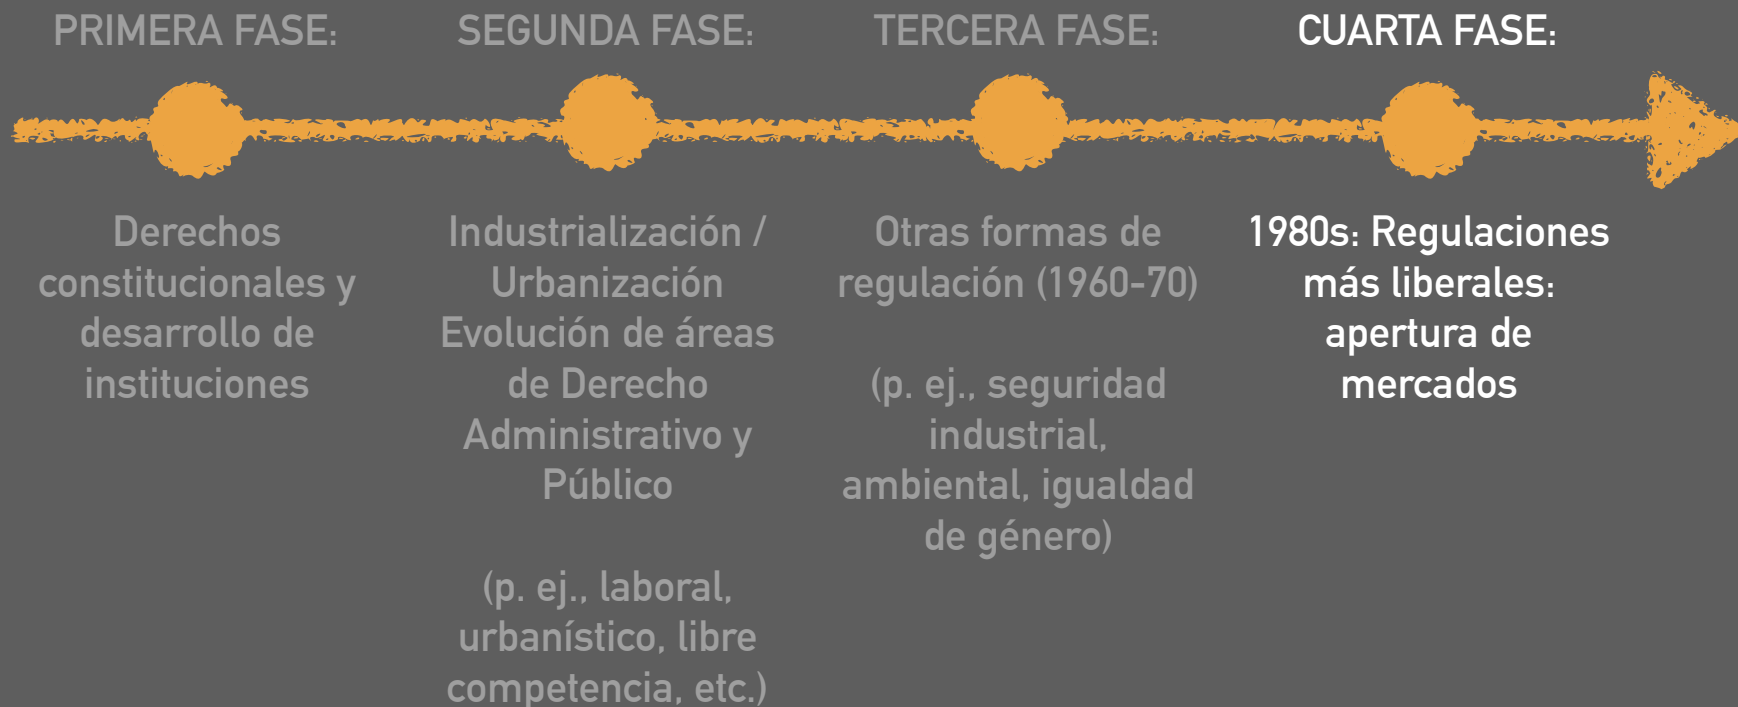 PRIMERA FASE:
SEGUNDA FASE:
TERCERA FASE:
CUARTA FASE:
Derechos
constitucionales y
desarrollo de
instituciones
Industrialización /
Urbanización
Evolución de áreas
de Derecho
Administrativo y
Público
(p. ej., laboral,
urbanístico, libre
competencia, etc.)
Otras formas de
regulación (1960-70)
(p. ej., seguridad
industrial,
ambiental, igualdad
de género)
1980s: Regulaciones
más liberales:
apertura de
mercados